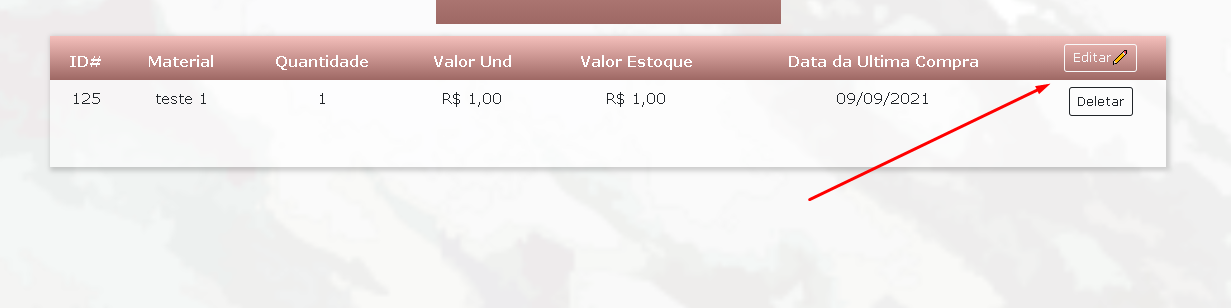 ID# Material Quantidade Valor Und Valor Estoque Data da Ultima Compra Editar
125 teste 1 1 R$ 1,00 R$ 1,00 09/09/2021 Deletar